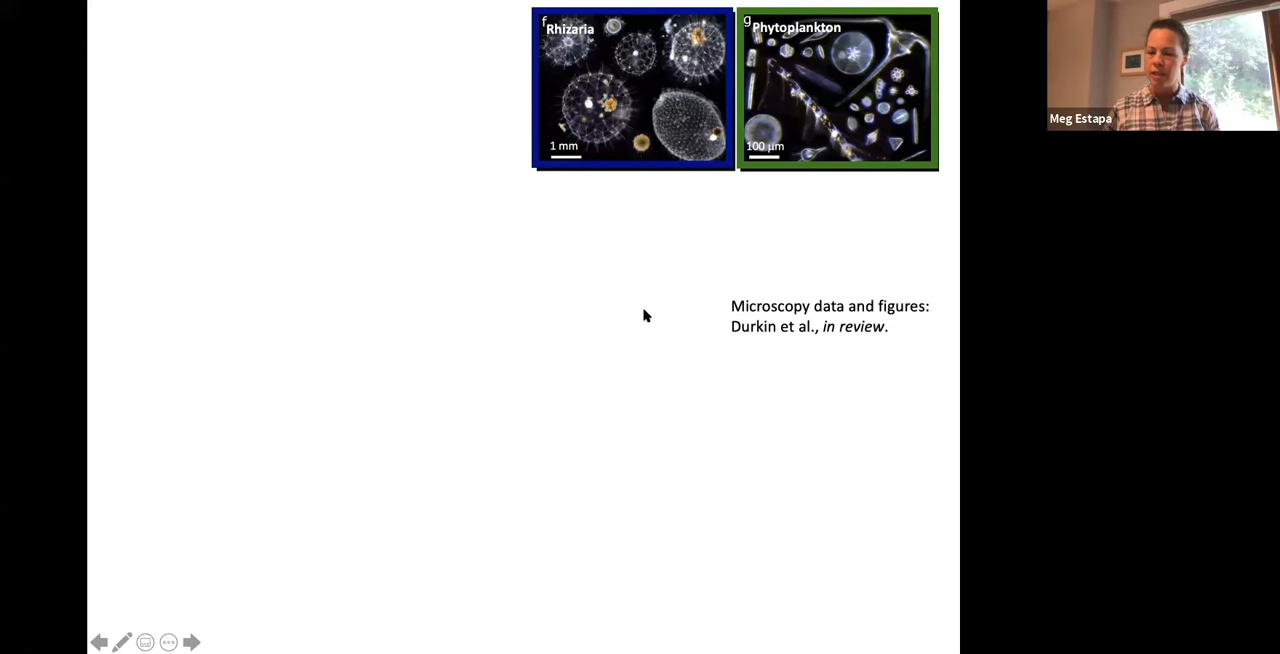 f
Rhizaria
1 mm
g
Phytoplankton
100 μm
Meg Estapa
Microscopy data and figures:
Durkin et al., in review.